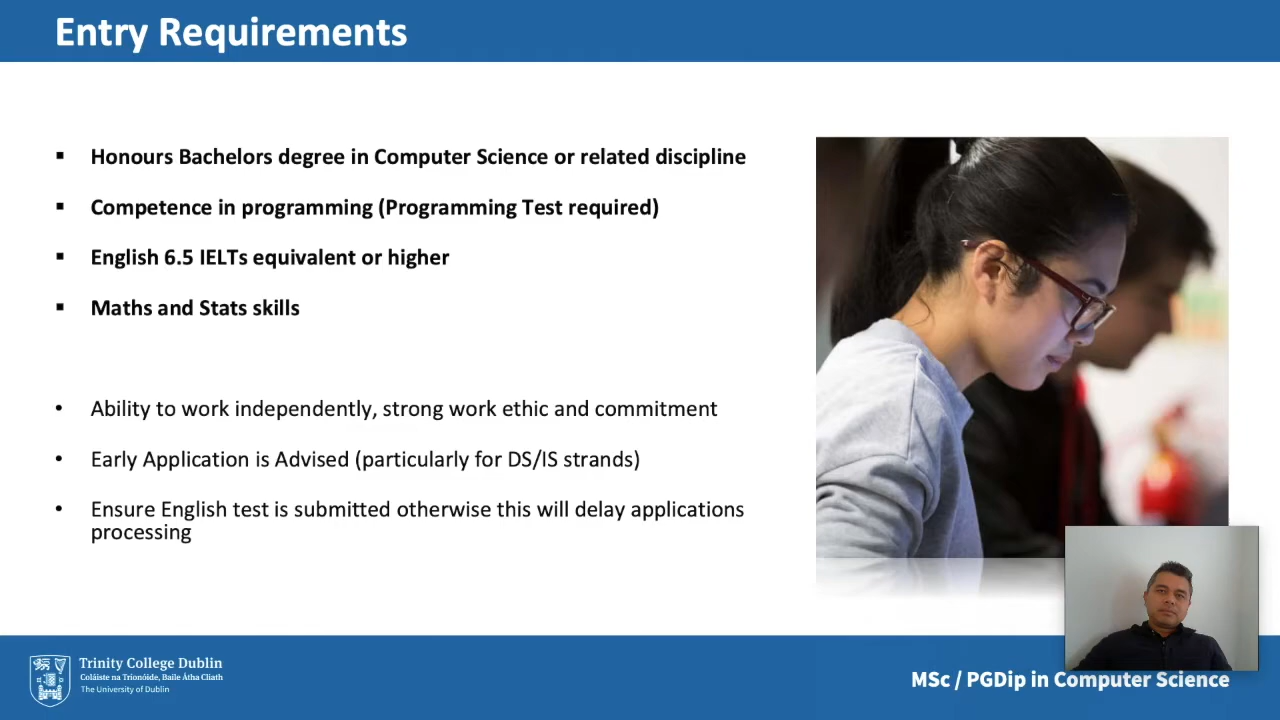 Entry Requirements
▪ Honours Bachelors degree in Computer Science or related discipline
▪ Competence in programming (Programming Test required)
▪ English 6.5 IELTs equivalent or higher
▪ Maths and Stats skills
• Ability to work independently, strong work ethic and commitment
• Early Application is Advised (particularly for DS/IS strands)
• Ensure English test is submitted otherwise this will delay applications
processing
Trinity College Dublin
Coláiste na Tríonóide, Baile Átha Cliath
The University of Dublin
MSc / PGDip in Computer Science